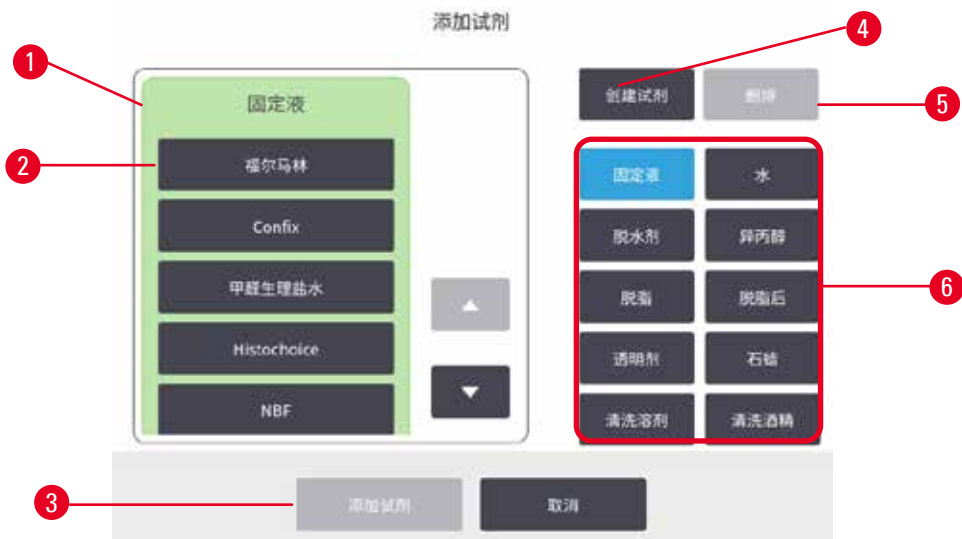 添加试剂
4
1
创建试剂
删除
5
固定液
2
福尔马林
Confix
甲醛生理盐水
Histochoice
NBF
固定液
水
脱水剂
异丙醇
脱脂
脱脂后
6
透明剂
石蜡
清洗溶剂
清洗酒精
3
添加试剂
取消